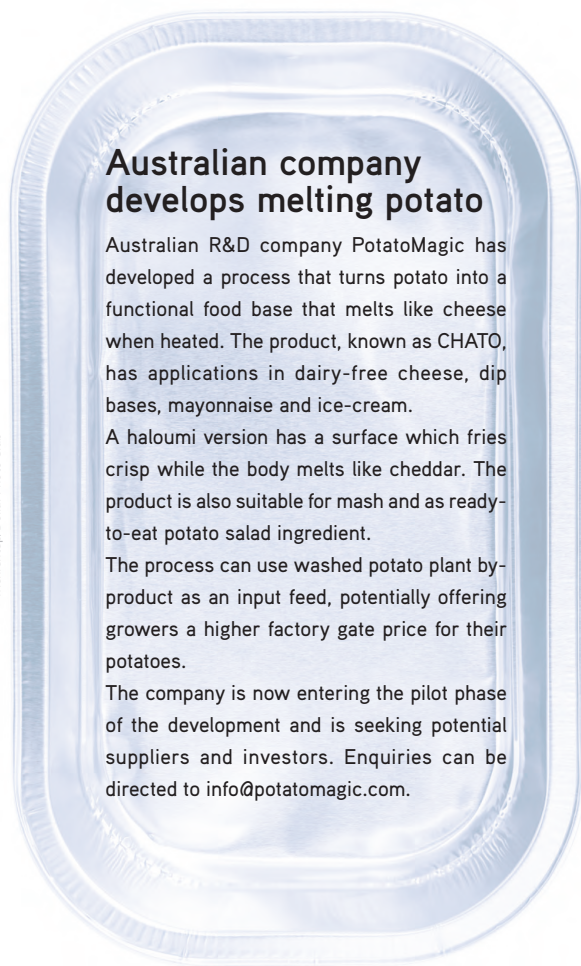 Australian company
develops melting potato
Australian R&D company PotatoMagic has
developed a process that turns potato into a
functional food base that melts like cheese
when heated. The product, known as CHATO,
has applications in dairy-free cheese, dip
bases, mayonnaise and ice-cream.
A haloumi version has a surface which fries
crisp while the body melts like cheddar. The
product is also suitable for mash and as ready-
to-eat potato salad ingredient.
The process can use washed potato plant by-
product as an input feed, potentially offering
growers a higher factory gate price for their
potatoes.
The company is now entering the pilot phase
of the development and is seeking potential
suppliers and investors. Enquiries can be
directed to info@potatomagic.com.